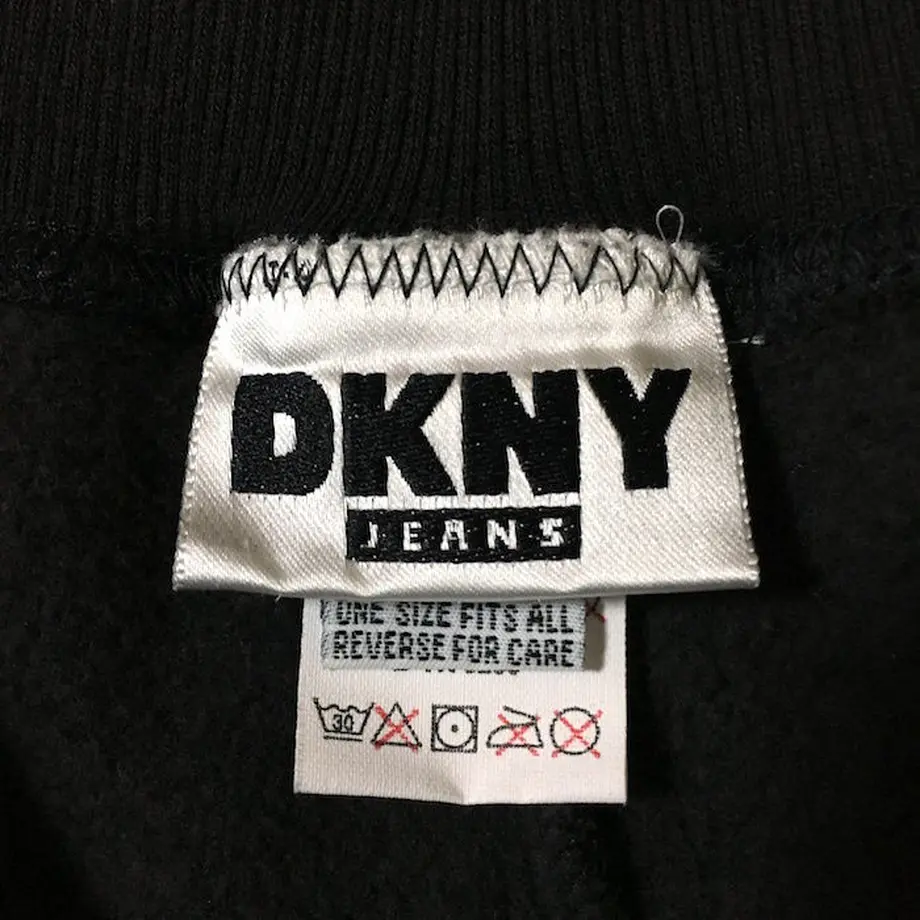 DKNY
JEANS
ONE SIZE FITS ALL
REVERSE FOR CARE
30